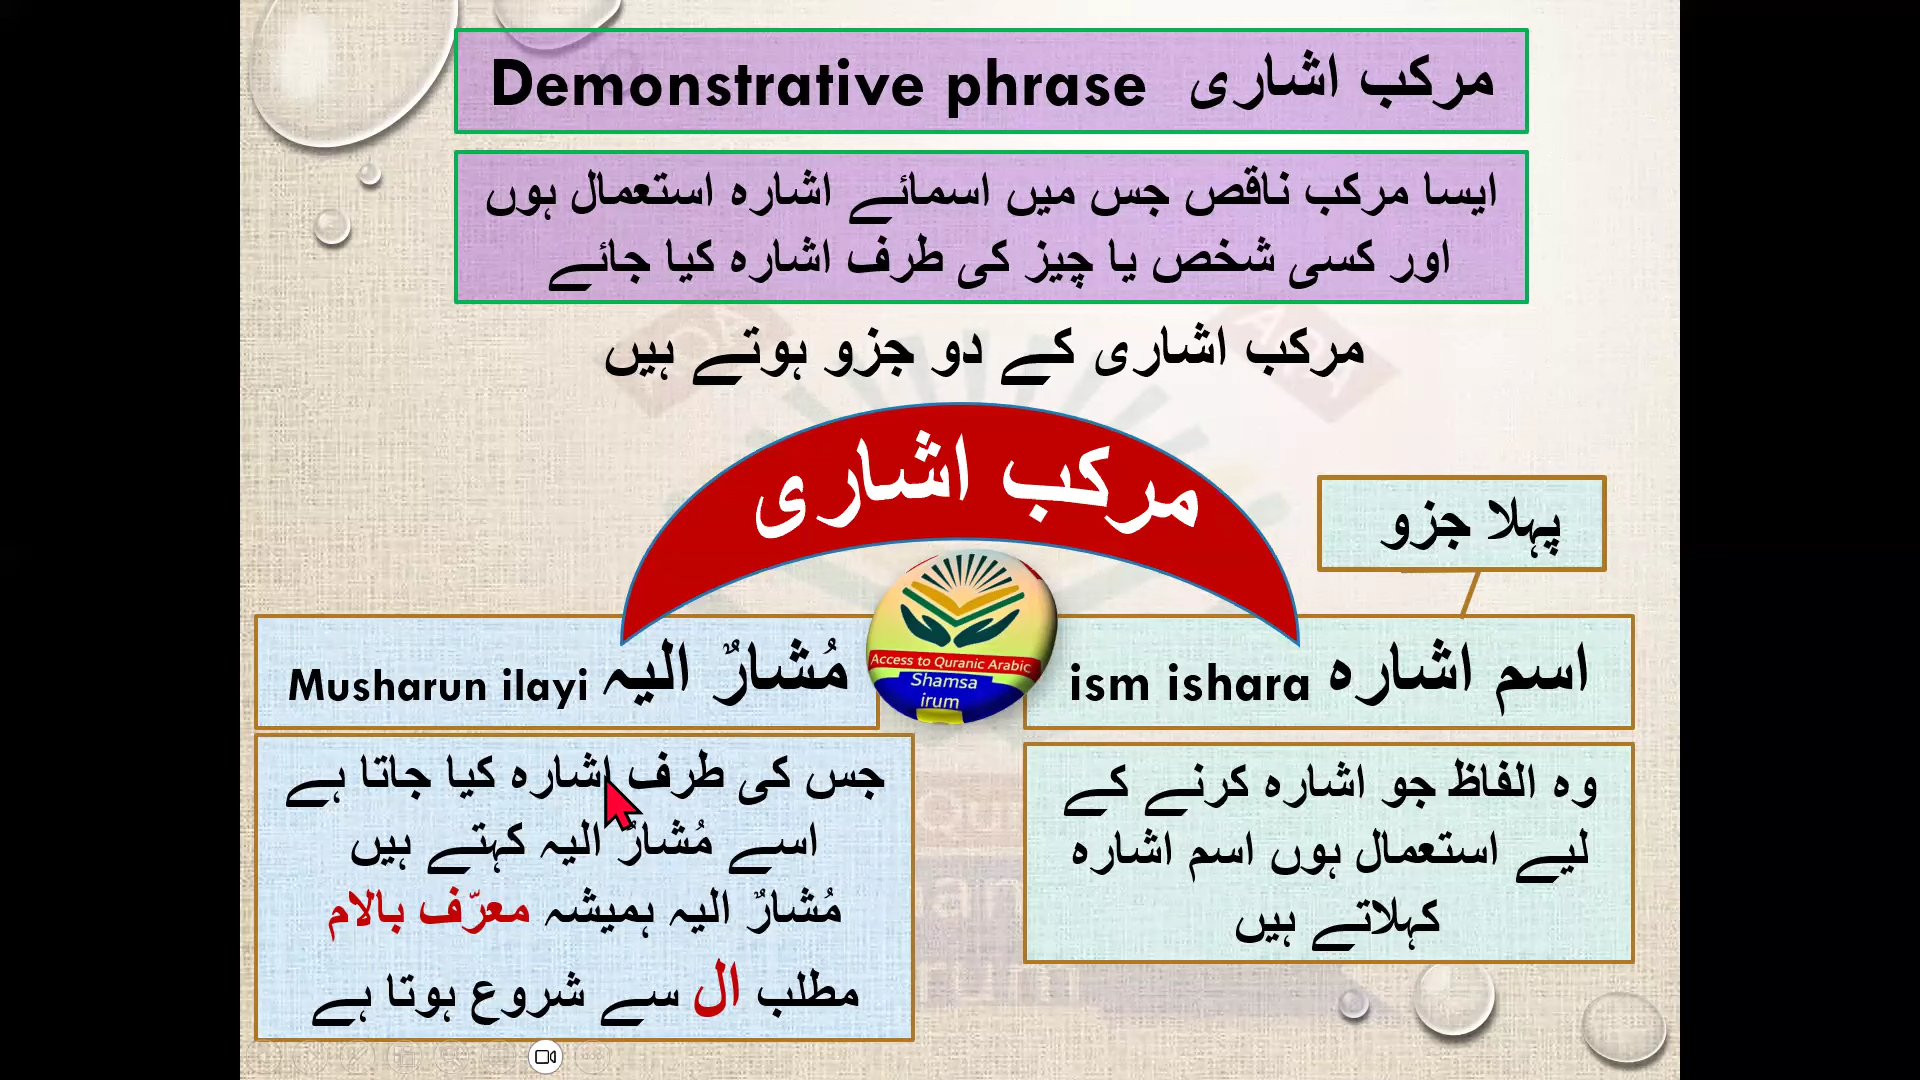 مرکب اشاری Demonstrative phrase
ایسا مرکب ناقص جس میں اسمائے اشارہ استعمال ہوں
اور کسی شخص یا چیز کی طرف اشارہ کیا جائے
مرکب اشاری کے دو جزو ہوتے ہیں
مرکب اشاری
پہلا جزو
اسم اشارہ ism ishara
وہ الفاظ جو اشارہ کرنے کے
لیے استعمال ہوں اسم اشارہ
کہلاتے ہیں
Access to Quranic Arabic
Shamsa
irum
مُشارٌ الیہ Musharun ilayi
جس کی طرف اشارہ کیا جاتا ہے
اسے مُشارٌ الیہ کہتے ہیں
مُشارٌ الیہ ہمیشہ معرّف بالام
مطلب ال سے شروع ہوتا ہے